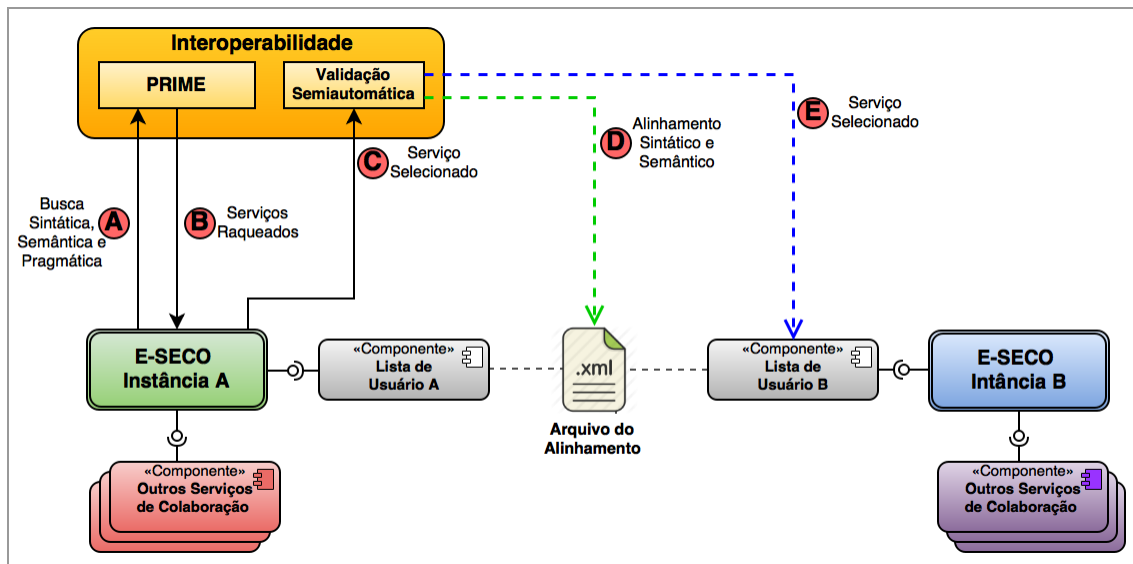 Interoperabilidade
PRIME
Validação
Semiautomática
A
Busca
Sintática,
Semântica e
Pragmática
B
Serviços
Raqueados
C
Serviço
Selecionado
D
Alinhamento
Sintático e
Semântico
E
Serviço
Selecionado
E-SECO
Instância A
«Componente»
Lista de
Usuário A
.xml
Arquivo do
Alinhamento
«Componente»
Lista de
Usuário B
E-SECO
Intância B
«Componente»
Outros Serviços
de Colaboração
«Componente»
Outros Serviços
de Colaboração